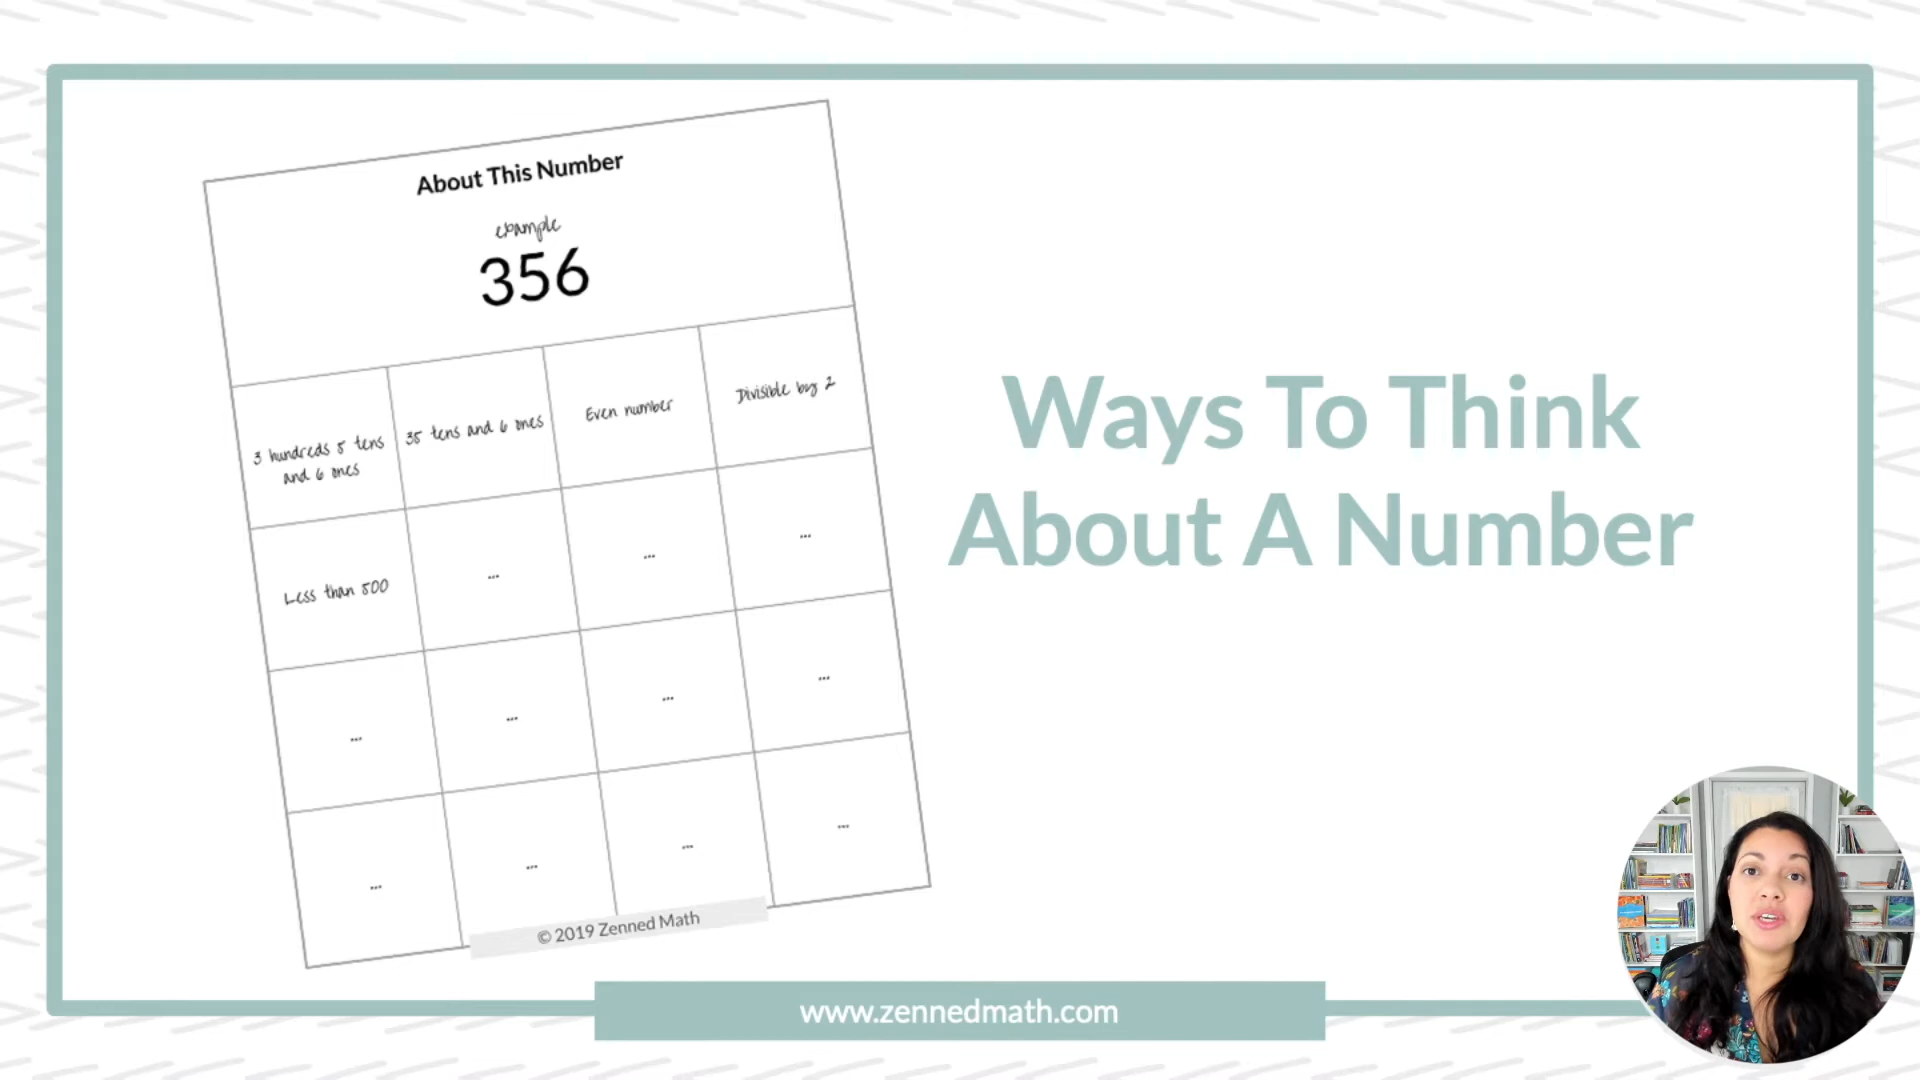 About This Number
example
356
3 hundreds 5 tens
and 6 ones
35 tens and 6 ones
Even number
Divisible by 2
Less than 500
...
...
...
...
...
...
...
...
...
...
...
© 2019 Zenned Math
Ways To Think
About A Number
www.zennedmath.com